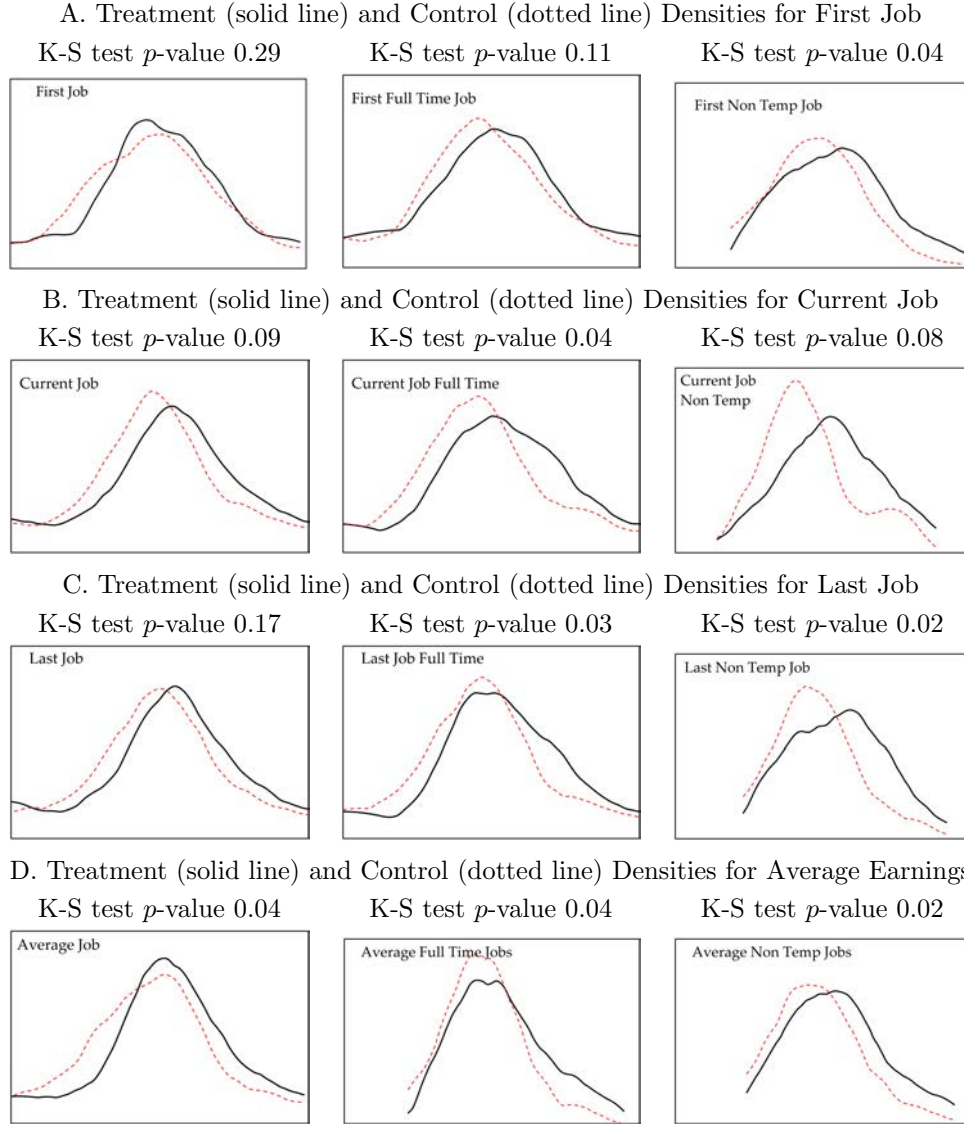 A. Treatment (solid line) and Control (dotted line) Densities for First Job
K-S test p-value 0.29 K-S test p-value 0.11 K-S test p-value 0.04
First Job
First Full Time Job
First Non Temp Job
B. Treatment (solid line) and Control (dotted line) Densities for Current Job
K-S test p-value 0.09 K-S test p-value 0.04 K-S test p-value 0.08
Current Job
Current Job Full Time
Current Job
Non Temp
C. Treatment (solid line) and Control (dotted line) Densities for Last Job
K-S test p-value 0.17 K-S test p-value 0.03 K-S test p-value 0.02
Last Job
Last Job Full Time
Last Non Temp Job
D. Treatment (solid line) and Control (dotted line) Densities for Average Earnings
K-S test p-value 0.04 K-S test p-value 0.04 K-S test p-value 0.02
Average Job
Average Full Time Jobs
Average Non Temp Jobs